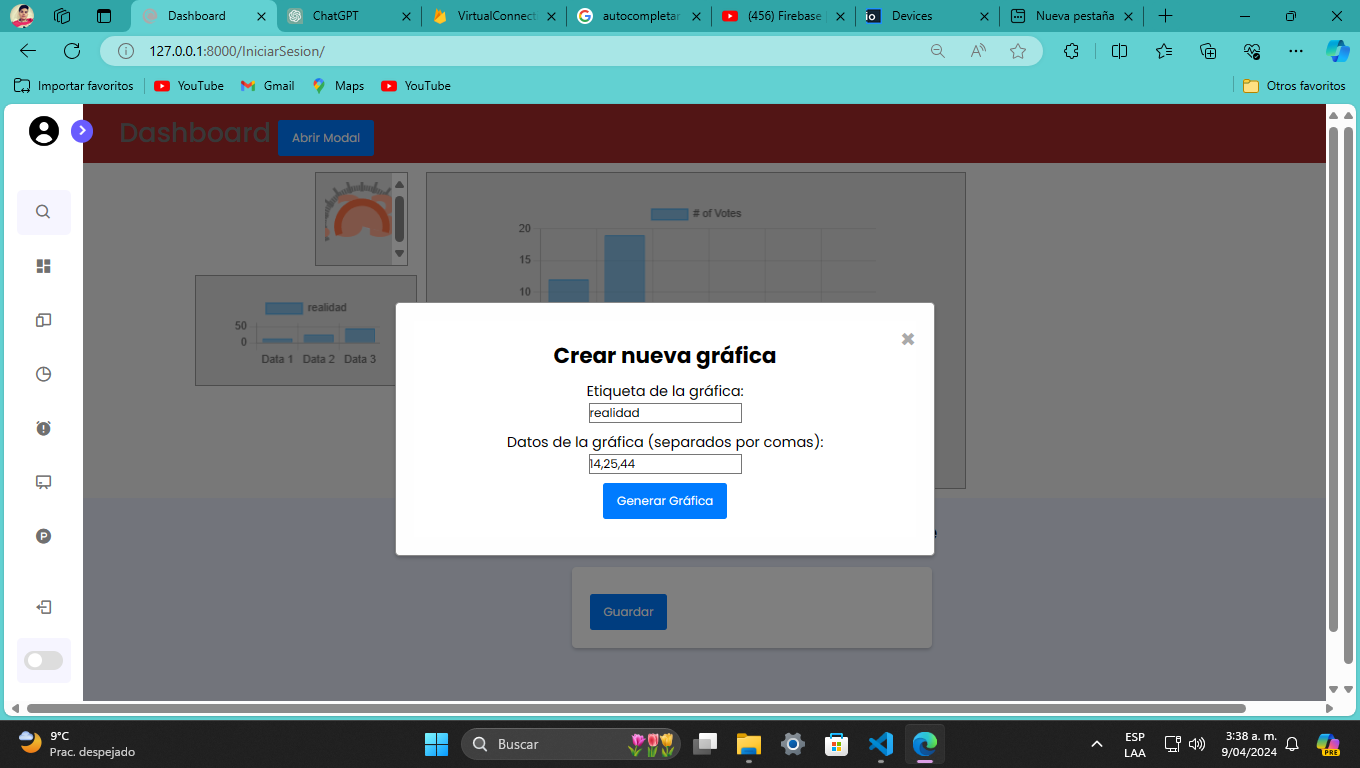 Dashboard
ChatGPT
VirtualConnect
autocompletar
(456) Firebase
io
Devices
Nueva pestaña
127.0.0.1:8000/IniciarSesion/
Importar favoritos
YouTube
Gmail
Maps
YouTube
Otros favoritos
Dashboard
Abrir Modal
# of Votes
20
15
10
realidad
50
0
Data 1 Data 2 Data 3
Crear nueva gráfica
Etiqueta de la gráfica:
realidad
Datos de la gráfica (separados por comas):
14,25,44
Generar Gráfica
Guardar
9°C
Prac. despejado
Buscar
ESP
LAA
3:38 a. m.
9/04/2024
PRE